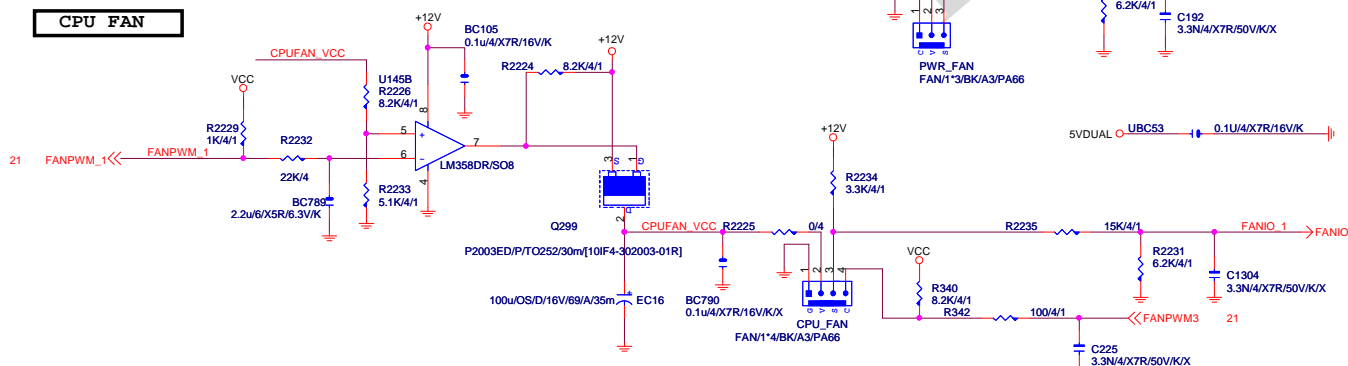 CPU FAN
+12V
BC105
0.1u/4/X7R/16V/K
CPUFAN_VCC
VCC
U145B
R2226
8.2K/4/1
8
R2229
1K/4/1
R2232
5
+
6
-
7
4
LM358DR/SO8
21
FANPWM_1
FANPWM_1
22K/4
BC789
2.2u/6/X5R/6.3V/K
R2233
5.1K/4/1
+12V
R2224
8.2K/4/1
3
S
1
G
2
D
Q299
P2003ED/P/TO252/30m/[10IF4-302003-01R]
CPUFAN_VCC
R2225
0/4
100u/OS/D/16V/69/A/35m
+
EC16
BC790
0.1u/4/X7R/16V/K/X
1
2
3
4
G
V
S
C
CPU_FAN
FAN/1*4/BK/A3/PA66
1
2
3
C
V
S
PWR_FAN
FAN/1*3/BK/A3/PA66
6.2K/4/1
C192
3.3N/4/X7R/50V/K/X
5VDUAL
UBC53
0.1U/4/X7R/16V/K
+12V
R2234
3.3K/4/1
R2235
15K/4/1
FANIO_1
FANIO
R2231
6.2K/4/1
C1304
3.3N/4/X7R/50V/K/X
VCC
R340
8.2K/4/1
R342
100/4/1
FANPWM3
21
C225
3.3N/4/X7R/50V/K/X